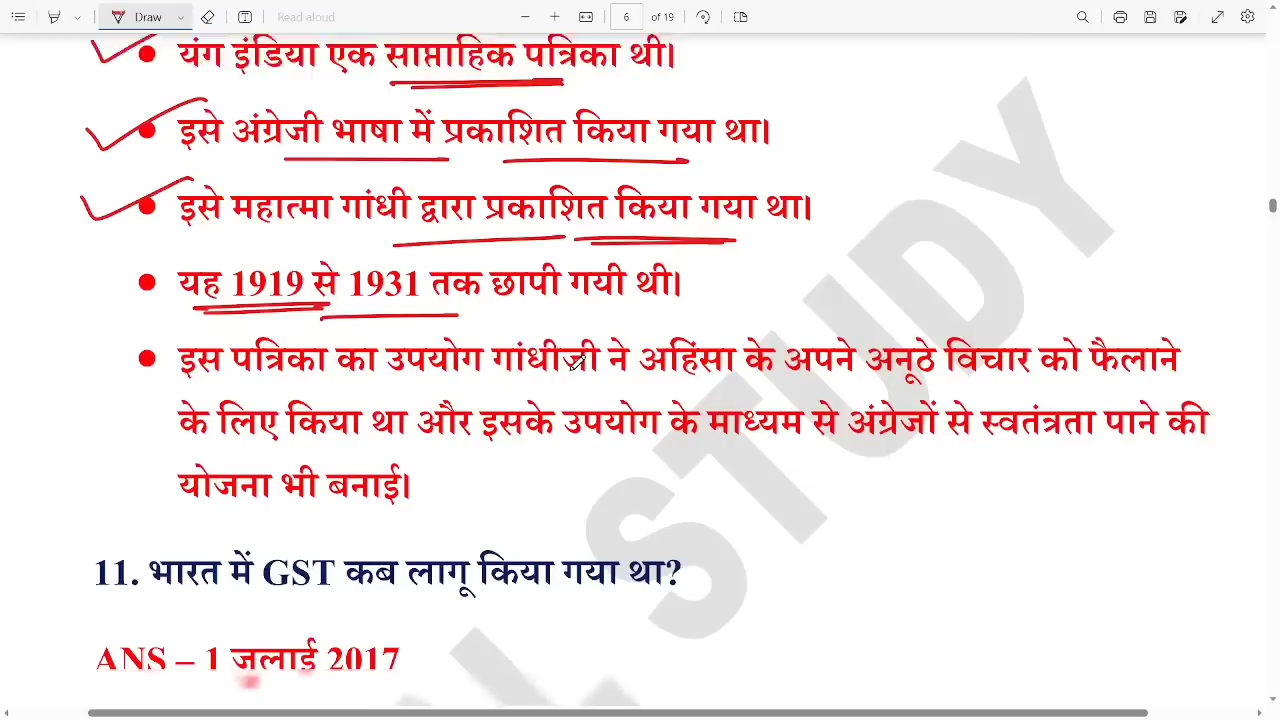 Draw
Read aloud
6 of 19
यंग इंडिया एक साप्ताहिक पत्रिका थी।
इसे अंग्रेजी भाषा में प्रकाशित किया गया था।
इसे महात्मा गांधी द्वारा प्रकाशित किया गया था।
यह 1919 से 1931 तक छापी गयी थी।
इस पत्रिका का उपयोग गांधीजी ने अहिंसा के अपने अनूठे विचार को फैलाने
के लिए किया था और इसके उपयोग के माध्यम से अंग्रेजों से स्वतंत्रता पाने की
योजना भी बनाई।
11. भारत में GST कब लागू किया गया था?
ANS – 1 जुलाई 2017
STUDY